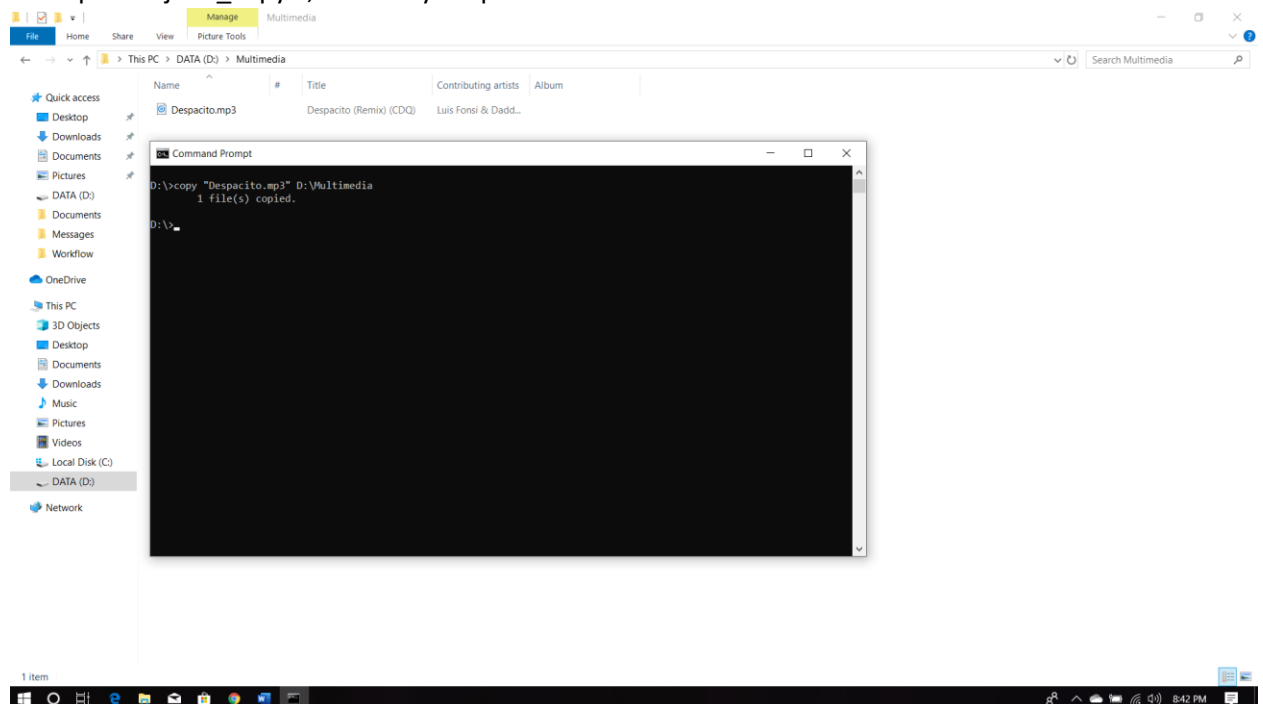 Manage Multimedia
File Home Share View Picture Tools
This PC > DATA (D:) > Multimedia
Search Multimedia
Name # Title Contributing artists Album
Despacito.mp3 Despacito (Remix) (CDQ) Luis Fonsi & Dadd...
Quick access
Desktop
Downloads
Documents
Pictures
DATA (D:)
Documents
Messages
Workflow
OneDrive
This PC
3D Objects
Desktop
Documents
Downloads
Music
Pictures
Videos
Local Disk (C:)
DATA (D:)
Network
Command Prompt
D:\>copy "Despacito.mp3" D:\Multimedia
1 file(s) copied.
D:\>
1 item
8:42 PM